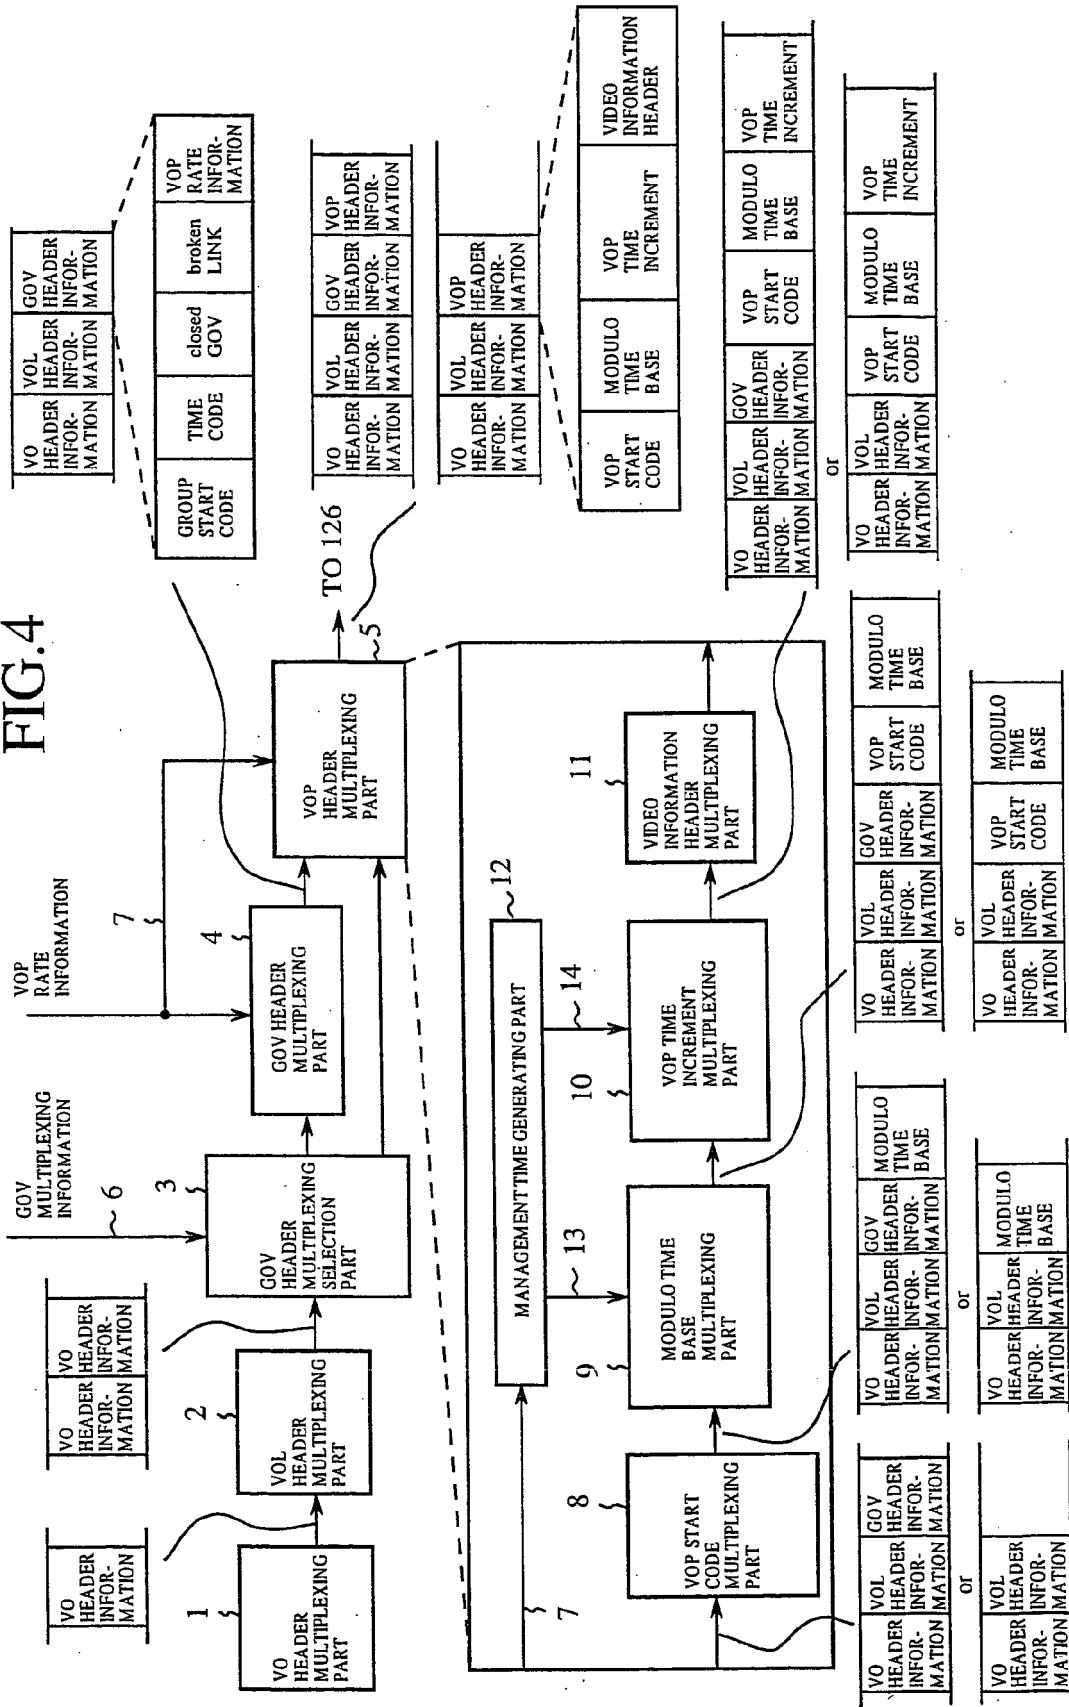 FIG.4
VO
HEADER
INFOR-
MATION
VO
HEADER
INFOR-
MATION
VO
HEADER
INFOR-
MATION
GOV
MULTIPLEXING
INFORMATION
6
VOP
RATE
INFORMATION
7
1
VO
HEADER MULTIPLEXING
PART
2
VOL
HEADER
MULTIPLEXING
PART
3
GOV
HEADER
MULTIPLEXING
SELECTION
PART
4
GOV HEADER
MULTIPLEXING
PART
VOP
HEADER
MULTIPLEXING
PART
5
TO 126
VO
HEADER
INFOR-
MATION
VOL
HEADER
INFOR-
MATION
GOV
HEADER
INFOR-
MATION
GROUP
START
CODE
TIME
CODE
closed
GOV
broken
LINK
VOP
RATE
INFOR-
MATION
VO
HEADER
INFOR-
MATION
VOL
HEADER
INFOR-
MATION
GOV
HEADER
INFOR-
MATION
VOP
HEADER
INFOR-
MATION
VO
HEADER
INFOR-
MATION
VOL
HEADER
INFOR-
MATION
VOP
HEADER
INFOR-
MATION
VOP
START
CODE
MODULO
TIME
BASE
VOP
TIME
INCREMENT
VIDEO
INFORMATION
HEADER
7
MANAGEMENT TIME GENERATING PART
12
13
14
8
VOP START
CODE
MULTIPLEXING
PART
9
MODULO TIME
BASE MULTIPLEXING
PART
10
VOP TIME
INCREMENT
MULTIPLEXING
PART
11
VIDEO
INFORMATION
HEADER
MULTIPLEXING
PART
VO
HEADER
INFOR-
MATION
VOL
HEADER
INFOR-
MATION
GOV
HEADER
INFOR-
MATION
VOP
START
CODE
MODULO
TIME
BASE
VOP
TIME
INCREMENT
or
VO
HEADER
INFOR-
MATION
VOL
HEADER
INFOR-
MATION
VOP
START
CODE
MODULO
TIME
BASE
VOP
TIME
INCREMENT
VO
HEADER
INFOR-
MATION
VOL
HEADER
INFOR-
MATION
GOV
HEADER
INFOR-
MATION
or
VO
HEADER
INFOR-
MATION
VOL
HEADER
INFOR-
MATION
VO
HEADER
INFOR-
MATION
VOL
HEADER
INFOR-
MATION
GOV
HEADER
INFOR-
MATION
MODULO
TIME
BASE
or
VO
HEADER
INFOR-
MATION
VOL
HEADER
INFOR-
MATION
MODULO
TIME
BASE
VO
HEADER
INFOR-
MATION
VOL
HEADER
INFOR-
MATION
GOV
HEADER
INFOR-
MATION
VOP
START
CODE
MODULO
TIME
BASE
or
VO
HEADER
INFOR-
MATION
VOL
HEADER
INFOR-
MATION
VOP
START
CODE
MODULO
TIME
BASE